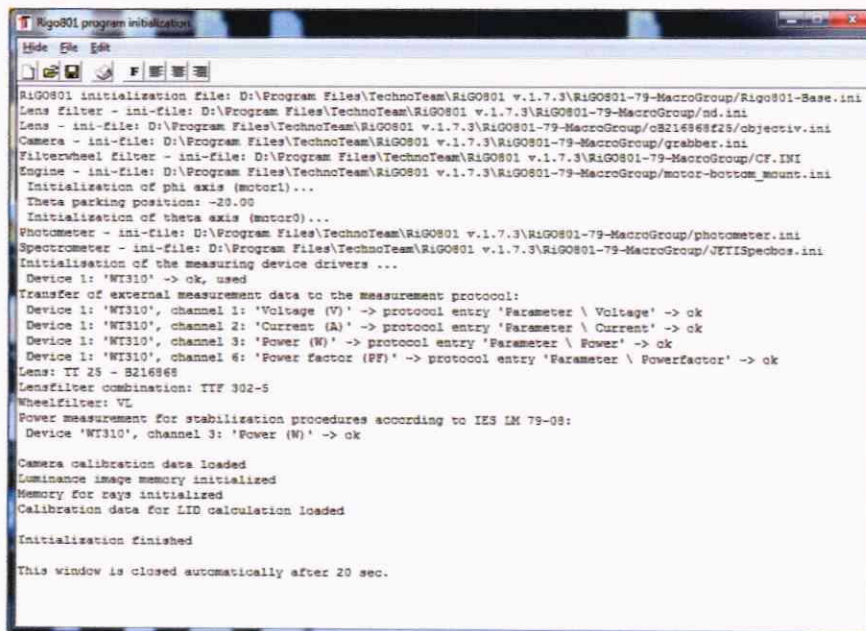 Rigo801 program initialization
Hide File Edit
F
RiGO801 initialization file: D:\Program Files\TechnoTeam\RiGO801 v.1.7.3\RiGO801-79-MacroGroup/Rigo801-Base.ini
Lens filter - ini-file: D:\Program Files\TechnoTeam\RiGO801 v.1.7.3\RiGO801-79-MacroGroup/nd.ini
Lens - ini-file: D:\Program Files\TechnoTeam\RiGO801 v.1.7.3\RiGO801-79-MacroGroup/oB216868f25/objectiv.ini
Camera - ini-file: D:\Program Files\TechnoTeam\RiGO801 v.1.7.3\RiGO801-79-MacroGroup/grabber.ini
Filterwheel filter - ini-file: D:\Program Files\TechnoTeam\RiGO801 v.1.7.3\RiGO801-79-MacroGroup/CF.INI
Engine - ini-file: D:\Program Files\TechnoTeam\RiGO801 v.1.7.3\RiGO801-79-MacroGroup/motor-bottom_mount.ini
Initialization of phi axis (motor1)...
Theta parking position: -20.00
Initialization of theta axis (motor0)...
Photometer - ini-file: D:\Program Files\TechnoTeam\RiGO801 v.1.7.3\RiGO801-79-MacroGroup/photometer.ini
Spectrometer - ini-file: D:\Program Files\TechnoTeam\RiGO801 v.1.7.3\RiGO801-79-MacroGroup/JETISpecbos.ini
Initialisation of the measuring device drivers ...
Device 1: 'WT310' -> ok, used
Transfer of external measurement data to the measurement protocol:
Device 1: 'WT310', channel 1: 'Voltage (V)' -> protocol entry 'Parameter \ Voltage' -> ok
Device 1: 'WT310', channel 2: 'Current (A)' -> protocol entry 'Parameter \ Current' -> ok
Device 1: 'WT310', channel 3: 'Power (W)' -> protocol entry 'Parameter \ Power' -> ok
Device 1: 'WT310', channel 6: 'Power factor (PF)' -> protocol entry 'Parameter \ Powerfactor' -> ok
Lens: TT 25 - B216868
Lensfilter combination: TTF 302-5
Wheelfilter: VL
Power measurement for stabilization procedures according to IES LM 79-08:
Device 'WT310', channel 3: 'Power (W)' -> ok
Camera calibration data loaded
Luminance image memory initialized
Memory for rays initialized
Calibration data for LID calculation loaded
Initialization finished
This window is closed automatically after 20 sec.